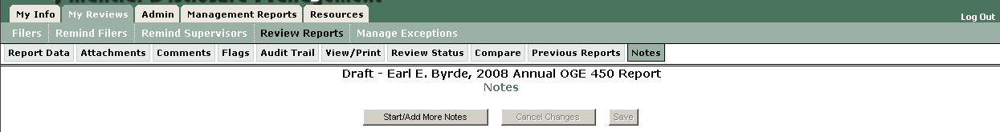 My Info My Reviews Admin Management Reports Resources Log Out
Filers Remind Filers Remind Supervisors Review Reports Manage Exceptions
Report Data Attachments Comments Flags Audit Trail View/Print Review Status Compare Previous Reports Notes
Draft - Earl E. Byrde, 2008 Annual OGE 450 Report
Notes
Start/Add More Notes Cancel Changes Save